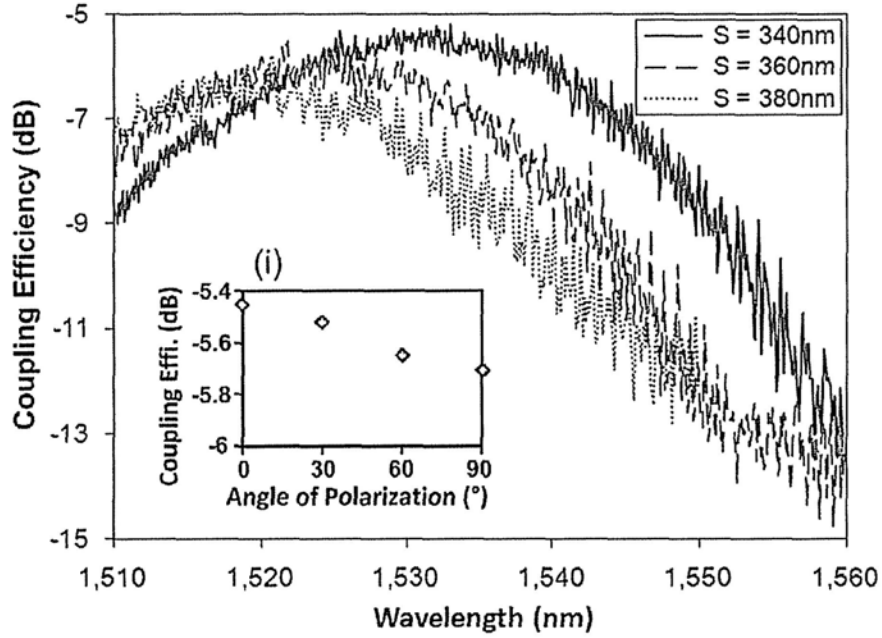 -5
-7
-9
-11
-13
-15
Coupling Efficiency (dB)
S = 340nm
S = 360nm
S = 380nm
(i)
-5.4
-5.6
-5.8
-6
Coupling Effi. (dB)
0 30 60 90
Angle of Polarization (°)
1,510 1,520 1,530 1,540 1,550 1,560
Wavelength (nm)